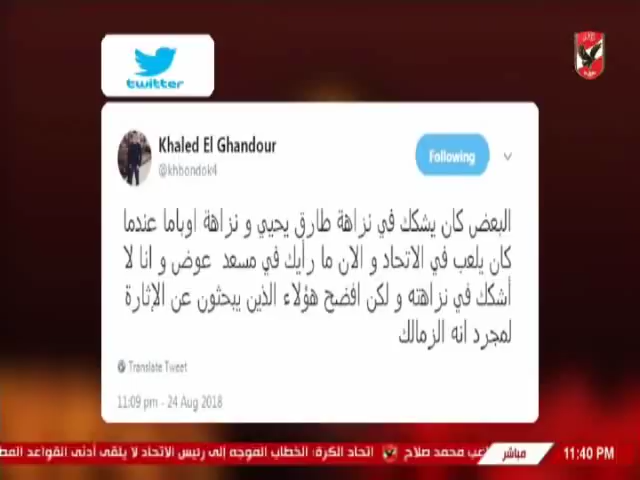 twitter
Khaled El Ghandour
@khbondok4
Following
البعض كان يشكك في نزاهة طارق يحيي و نزاهة اوباما عندما
كان يلعب في الاتحاد و الان ما رأيك في مسعد عوض و انا لا
أشكك في نزاهته و لكن افضح هؤلاء الذين يبحثون عن الإثارة
لمجرد انه الزمالك
Translate Tweet
11:09 pm - 24 Aug 2018
محمد صلاح
اتحاد الكرة: الخطاب الموجه إلى رئيس الاتحاد لا يلقى أدنى القواعد
مباشر
11:40 PM